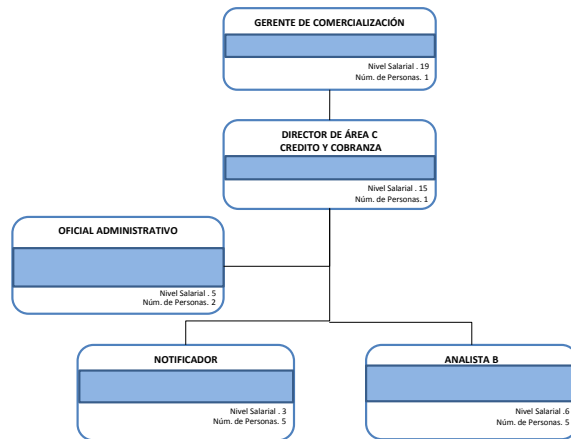 GERENTE DE COMERCIALIZACIÓN
Nivel Salarial . 19
Núm. de Personas. 1
DIRECTOR DE ÁREA C
CREDITO Y COBRANZA
Nivel Salarial . 15
Núm. de Personas. 1
OFICIAL ADMINISTRATIVO
Nivel Salarial . 5
Núm. de Personas. 2
NOTIFICADOR
Nivel Salarial . 3
Núm. de Personas. 5
ANALISTA B
Nivel Salarial .6
Núm. de Personas. 5